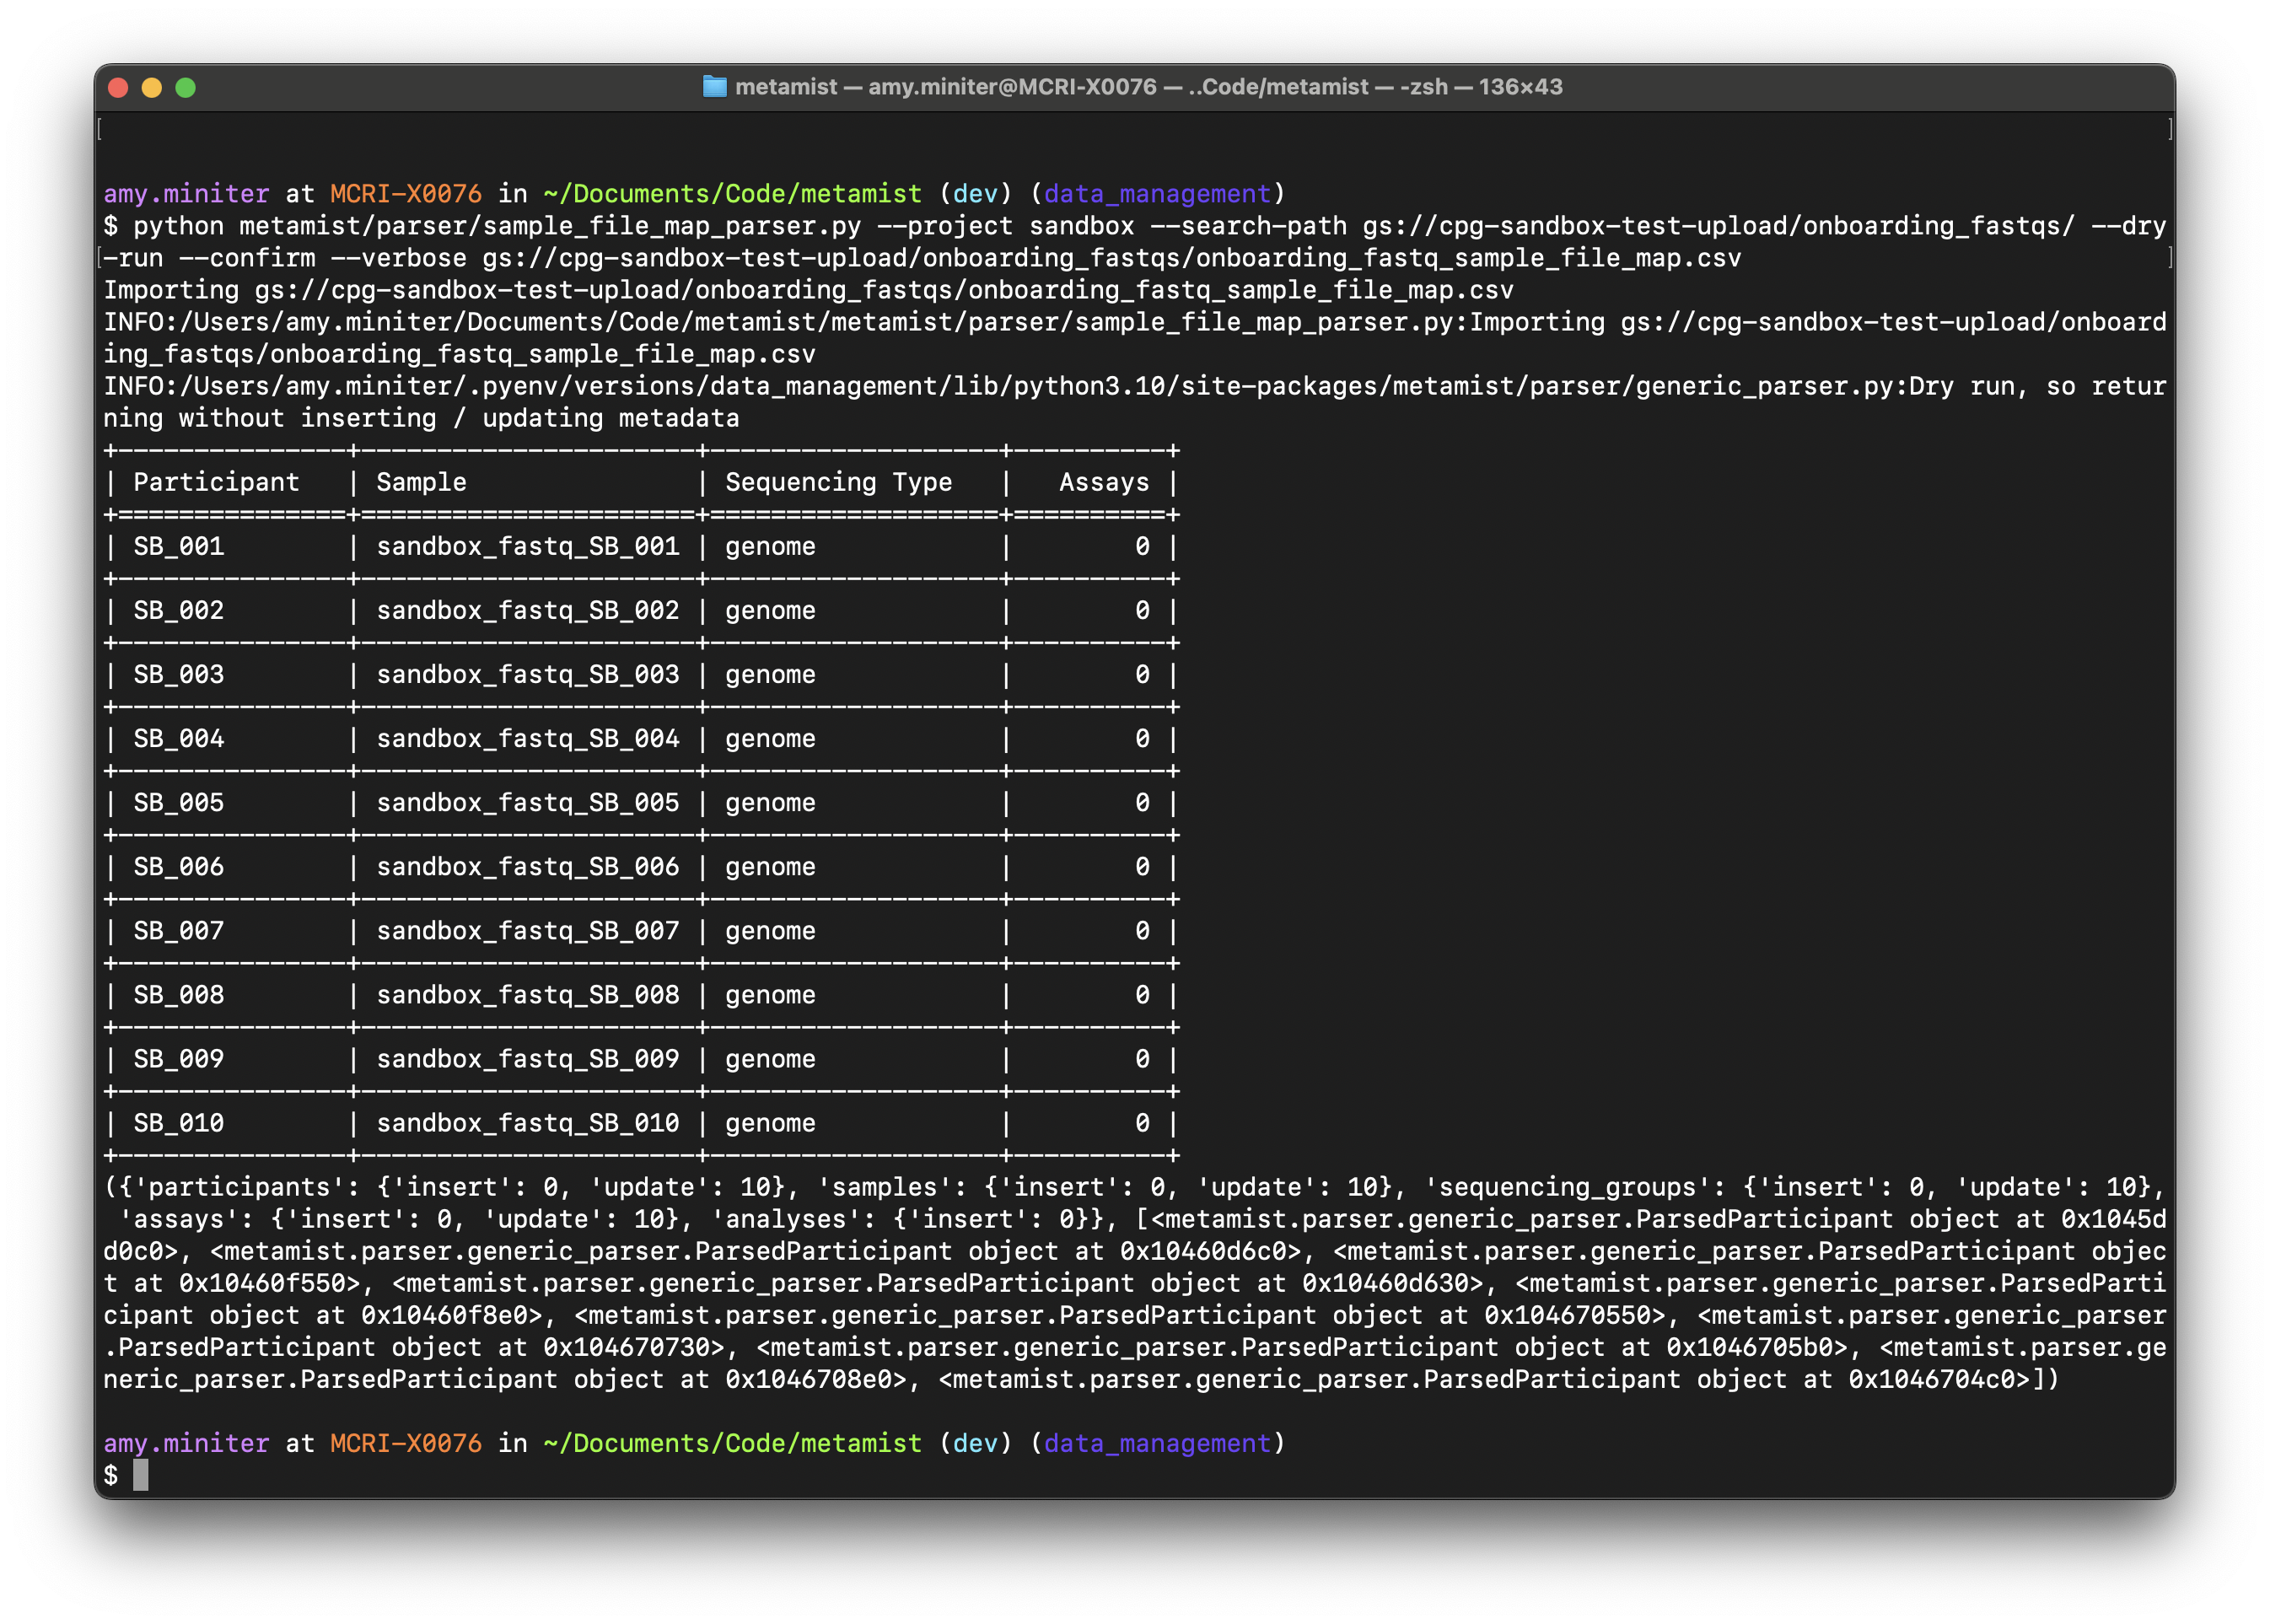 metamist — amy.miniter@MCRI-X0076 — ..Code/metamist — -zsh — 136×43
[ ]
amy.miniter at MCRI-X0076 in ~/Documents/Code/metamist (dev) (data_management)
$ python metamist/parser/sample_file_map_parser.py --project sandbox --search-path gs://cpg-sandbox-test-upload/onboarding_fastqs/ --dry
[-run --confirm --verbose gs://cpg-sandbox-test-upload/onboarding_fastqs/onboarding_fastq_sample_file_map.csv ]
Importing gs://cpg-sandbox-test-upload/onboarding_fastqs/onboarding_fastq_sample_file_map.csv
INFO:/Users/amy.miniter/Documents/Code/metamist/metamist/parser/sample_file_map_parser.py:Importing gs://cpg-sandbox-test-upload/onboard
ing_fastqs/onboarding_fastq_sample_file_map.csv
INFO:/Users/amy.miniter/.pyenv/versions/data_management/lib/python3.10/site-packages/metamist/parser/generic_parser.py:Dry run, so retur
ning without inserting / updating metadata
+---------------+----------------------+-------------------+----------+
| Participant   | Sample               | Sequencing Type   |   Assays |
+===============+======================+===================+==========+
| SB_001        | sandbox_fastq_SB_001 | genome            |        0 |
+---------------+----------------------+-------------------+----------+
| SB_002        | sandbox_fastq_SB_002 | genome            |        0 |
+---------------+----------------------+-------------------+----------+
| SB_003        | sandbox_fastq_SB_003 | genome            |        0 |
+---------------+----------------------+-------------------+----------+
| SB_004        | sandbox_fastq_SB_004 | genome            |        0 |
+---------------+----------------------+-------------------+----------+
| SB_005        | sandbox_fastq_SB_005 | genome            |        0 |
+---------------+----------------------+-------------------+----------+
| SB_006        | sandbox_fastq_SB_006 | genome            |        0 |
+---------------+----------------------+-------------------+----------+
| SB_007        | sandbox_fastq_SB_007 | genome            |        0 |
+---------------+----------------------+-------------------+----------+
| SB_008        | sandbox_fastq_SB_008 | genome            |        0 |
+---------------+----------------------+-------------------+----------+
| SB_009        | sandbox_fastq_SB_009 | genome            |        0 |
+---------------+----------------------+-------------------+----------+
| SB_010        | sandbox_fastq_SB_010 | genome            |        0 |
+---------------+----------------------+-------------------+----------+
({'participants': {'insert': 0, 'update': 10}, 'samples': {'insert': 0, 'update': 10}, 'sequencing_groups': {'insert': 0, 'update': 10},
 'assays': {'insert': 0, 'update': 10}, 'analyses': {'insert': 0}}, [<metamist.parser.generic_parser.ParsedParticipant object at 0x1045d
d0c0>, <metamist.parser.generic_parser.ParsedParticipant object at 0x10460d6c0>, <metamist.parser.generic_parser.ParsedParticipant objec
t at 0x10460f550>, <metamist.parser.generic_parser.ParsedParticipant object at 0x10460d630>, <metamist.parser.generic_parser.ParsedParti
cipant object at 0x10460f8e0>, <metamist.parser.generic_parser.ParsedParticipant object at 0x104670550>, <metamist.parser.generic_parser
.ParsedParticipant object at 0x104670730>, <metamist.parser.generic_parser.ParsedParticipant object at 0x1046705b0>, <metamist.parser.ge
neric_parser.ParsedParticipant object at 0x1046708e0>, <metamist.parser.generic_parser.ParsedParticipant object at 0x1046704c0>])
amy.miniter at MCRI-X0076 in ~/Documents/Code/metamist (dev) (data_management)
$